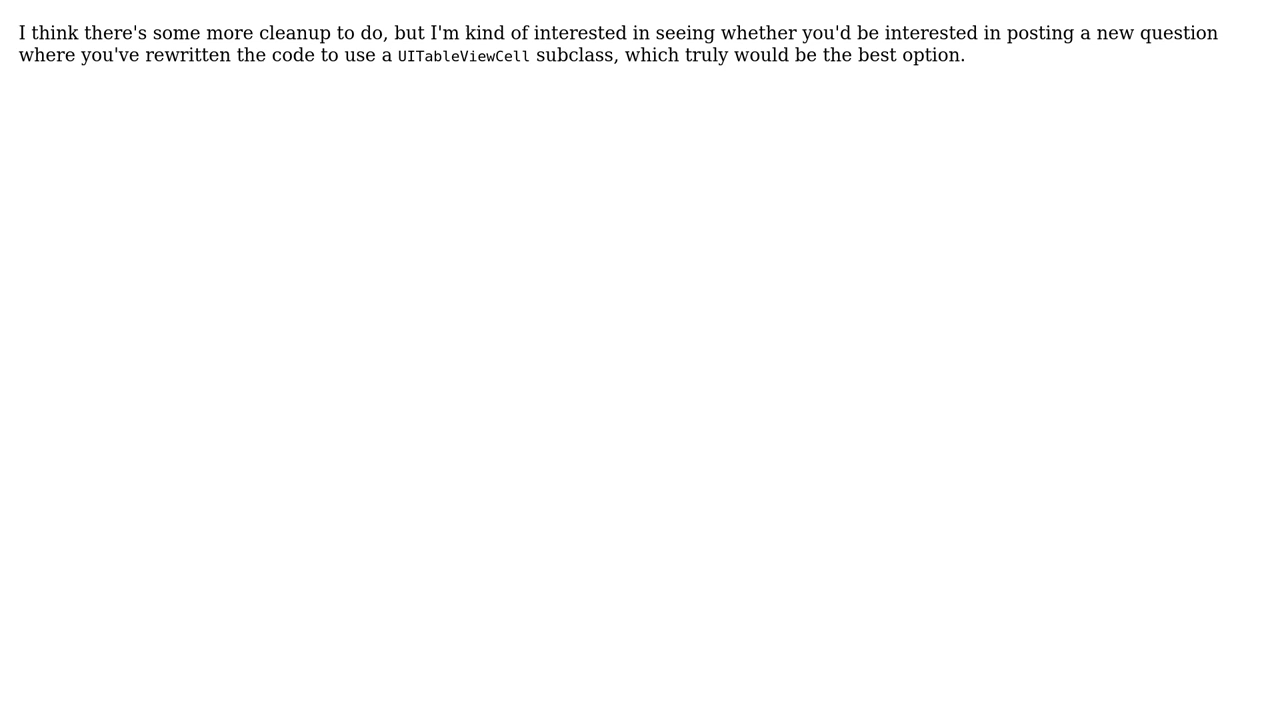 I think there's some more cleanup to do, but I'm kind of interested in seeing whether you'd be interested in posting a new question
where you've rewritten the code to use a UITableViewCell subclass, which truly would be the best option.